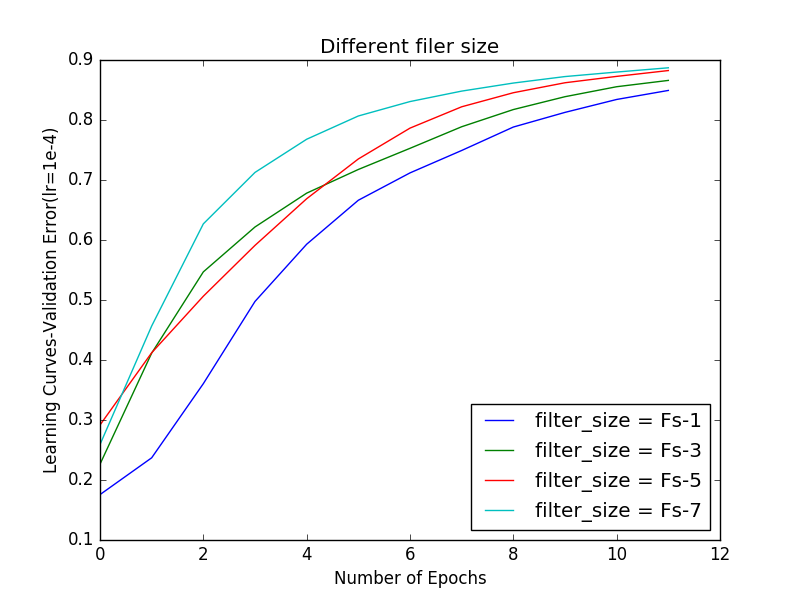 Different filer size
Learning Curves-Validation Error(lr=1e-4)
0.9
0.8
0.7
0.6
0.5
0.4
0.3
0.2
0.1
filter_size = Fs-1
filter_size = Fs-3
filter_size = Fs-5
filter_size = Fs-7
0 2 4 6 8 10 12
Number of Epochs